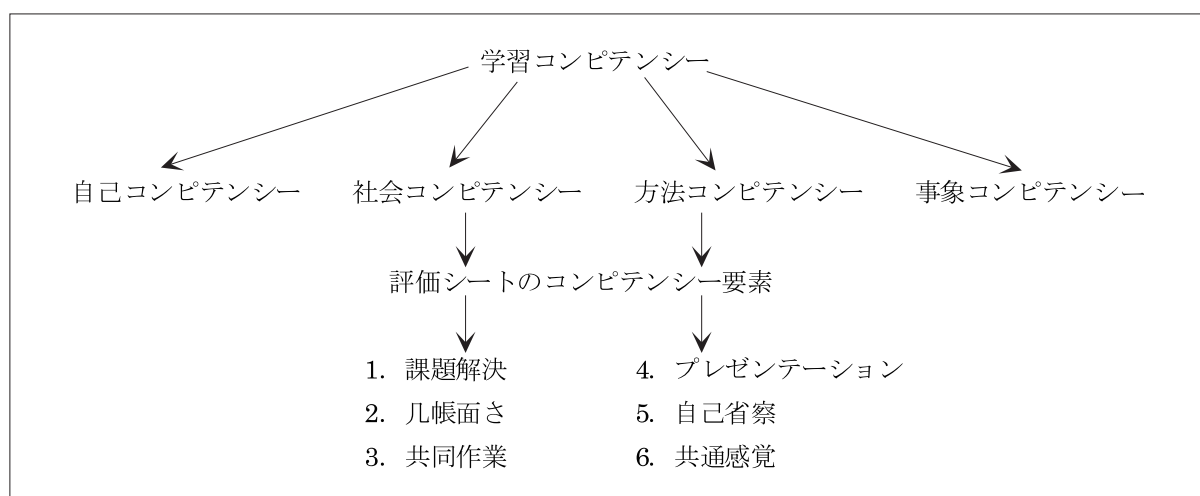 学習コンピテンシー
自己コンピテンシー 社会コンピテンシー 方法コンピテンシー 事象コンピテンシー
評価シートのコンピテンシー要素
1. 課題解決 4. プレゼンテーション
2. 几帳面さ 5. 自己省察
3. 共同作業 6. 共通感覚